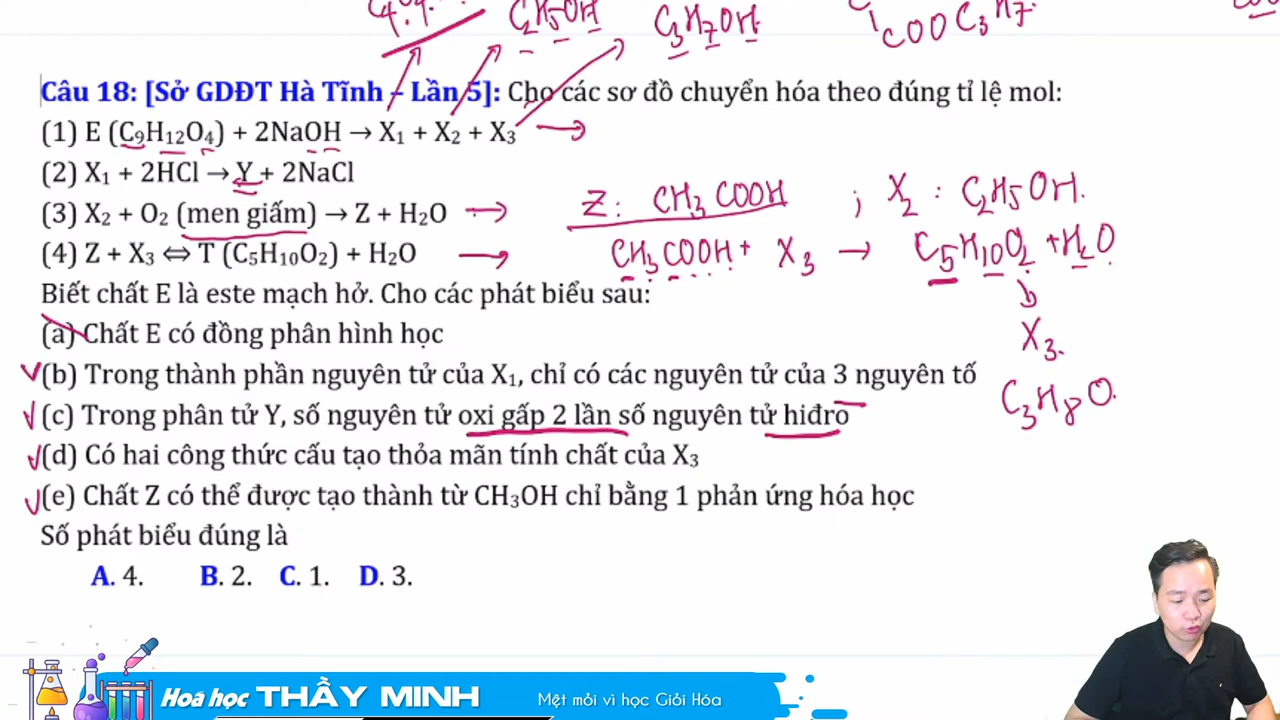 C₂H₅OH C₃H₇OH COOC₃H₇
Câu 18: [Sở GDĐT Hà Tĩnh – Lần 5]: Cho các sơ đồ chuyển hóa theo đúng tỉ lệ mol:
(1) E (C₉H₁₂O₄) + 2NaOH → X₁ + X₂ + X₃
(2) X₁ + 2HCl → Y + 2NaCl
(3) X₂ + O₂ (men giấm) → Z + H₂O → Z: CH₃COOH ; X₂ : C₂H₅OH.
(4) Z + X₃ ⇔ T (C₅H₁₀O₂) + H₂O → CH₃COOH + X₃ → C₅H₁₀O₂ + H₂O
Biết chất E là este mạch hở. Cho các phát biểu sau:
(a) Chất E có đồng phân hình học
X₃.
(b) Trong thành phần nguyên tử của X₁, chỉ có các nguyên tử của 3 nguyên tố
C₃H₈O.
(c) Trong phân tử Y, số nguyên tử oxi gấp 2 lần số nguyên tử hiđro
(d) Có hai công thức cấu tạo thỏa mãn tính chất của X₃
(e) Chất Z có thể được tạo thành từ CH₃OH chỉ bằng 1 phản ứng hóa học
Số phát biểu đúng là
A. 4. B. 2. C. 1. D. 3.
Hoá học THẦY MINH Mệt mỏi vì học Giỏi Hóa